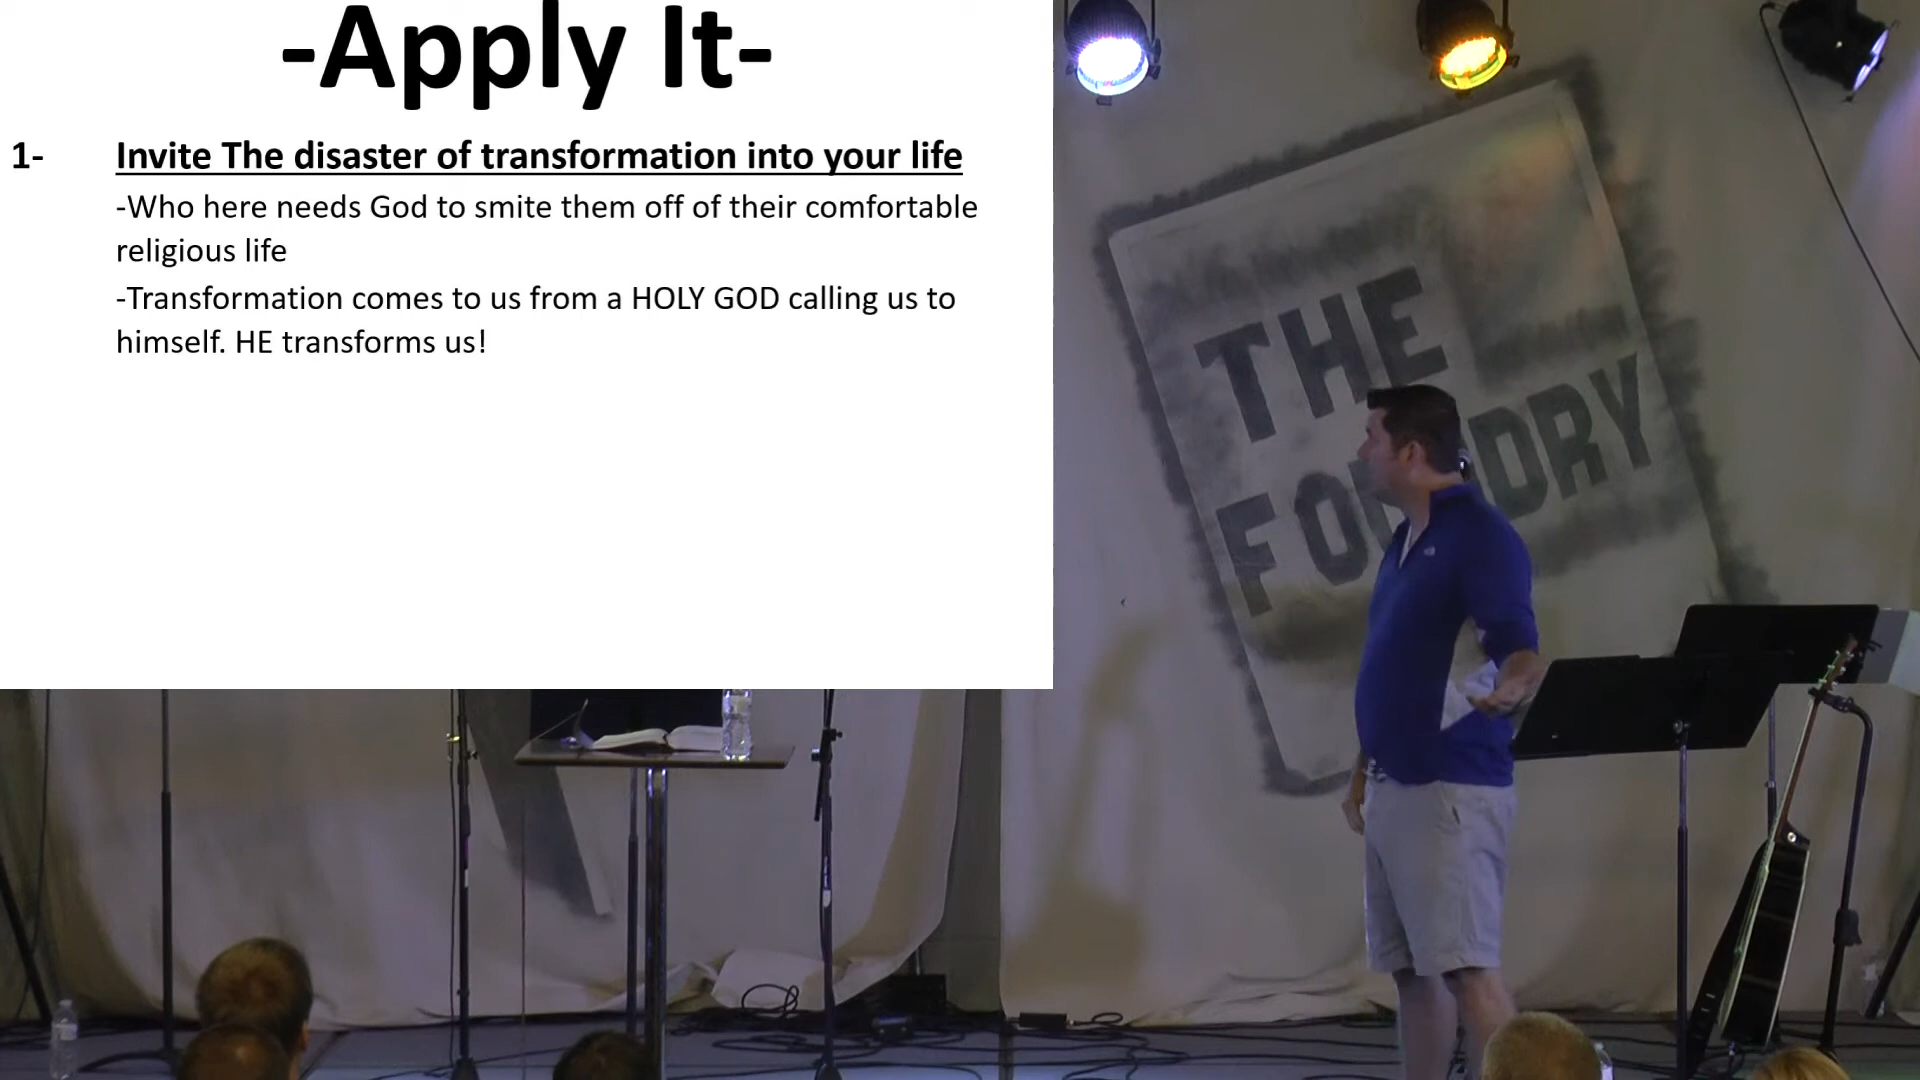 -Apply It-
1- Invite The disaster of transformation into your life
-Who here needs God to smite them off of their comfortable
religious life
-Transformation comes to us from a HOLY GOD calling us to
himself. HE transforms us!
THE
FOUNDRY